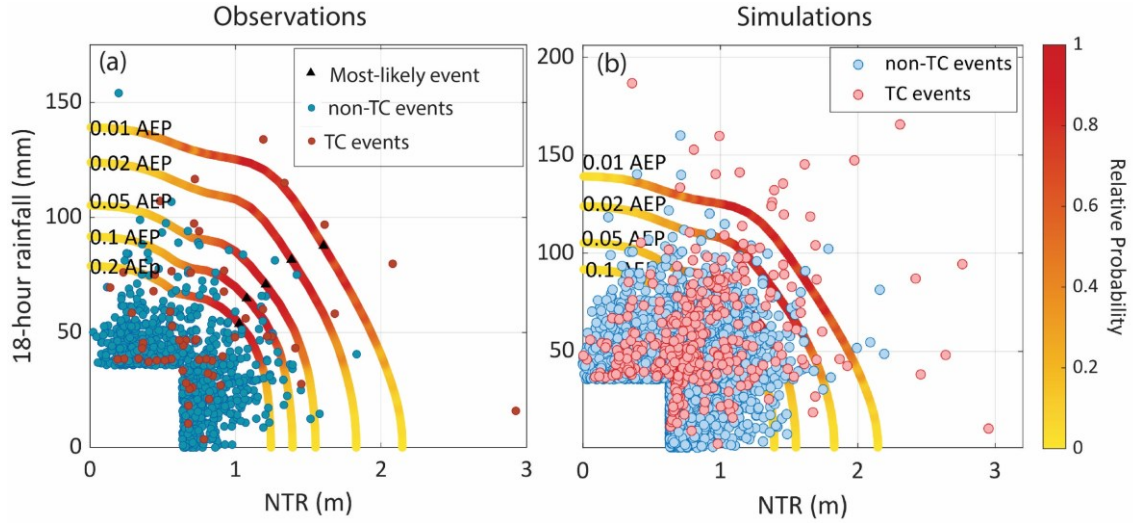 Observations
Simulations
(a)
Most-likely event
non-TC events
TC events
(b)
non-TC events
TC events
0.01 AEP
0.02 AEP
0.05 AEP
0.1 AEP
0.2 AEp
0.01 AEP
0.02 AEP
0.05 AEP
0.1 AEP
18-hour rainfall (mm)
150
100
50
0
0
1
2
3
NTR (m)
200
150
100
50
0
1
2
3
NTR (m)
1
0.8
0.6
0.4
0.2
0
Relative Probability